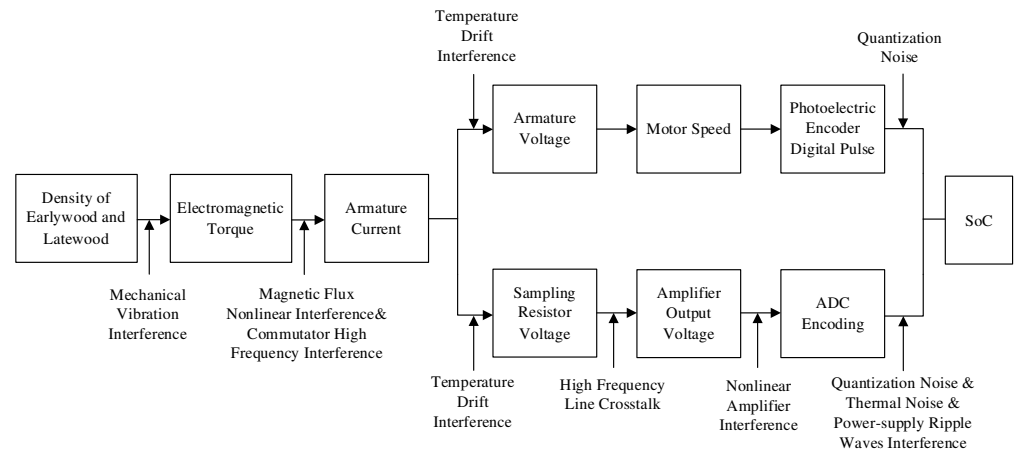 Temperature
Drift
Interference
Quantization
Noise
Armature
Voltage
Motor Speed
Photoelectric
Encoder
Digital Pulse
Density of
Earlywood and
Latewood
Electromagnetic
Torque
Armature
Current
SoC
Mechanical
Vibration
Interference
Magnetic Flux
Nonlinear Interference&
Commutator High
Frequency Interference
Sampling
Resistor
Voltage
Amplifier
Output
Voltage
ADC
Encoding
Temperature
Drift
Interference
High Frequency
Line Crosstalk
Nonlinear
Amplifier
Interference
Quantization Noise &
Thermal Noise &
Power-supply Ripple
Waves Interference